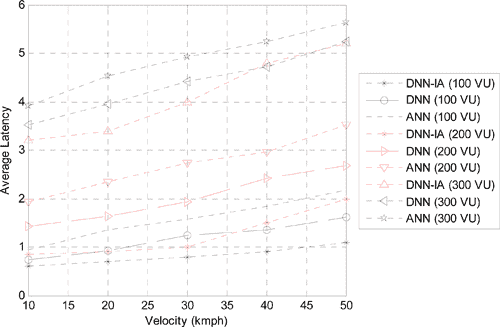 6
5
4
3
2
1
0
10 15 20 25 30 35 40 45 50
Average Latency
Velocity (kmph)
DNN-IA (100 VU)
DNN (100 VU)
ANN (100 VU)
DNN-IA (200 VU)
DNN (200 VU)
ANN (200 VU)
DNN-IA (300 VU)
DNN (300 VU)
ANN (300 VU)